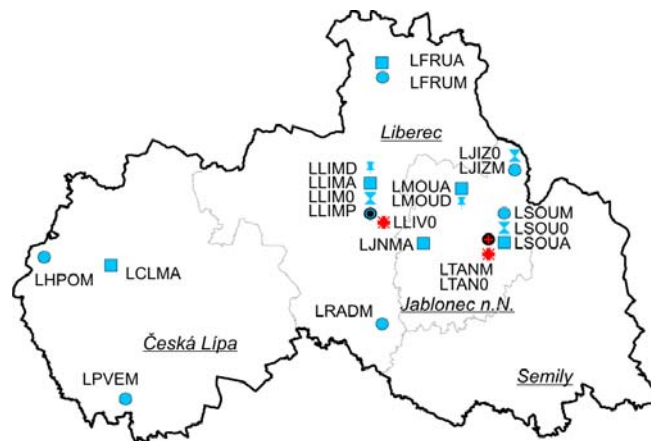 LFRUA
LFRUM
Liberec
LJIZ0
LJIZM
LLIMD
LLIMA
LLIM0
LLIMP
LLIV0
LMOUA
LMOUD
LSOUM
LSOU0
LSOUA
LJNMA
LTANM
LTAN0
Jablonec n.N.
LHPOM
LCLMA
LRADM
Česká Lípa
LPVEM
Semily